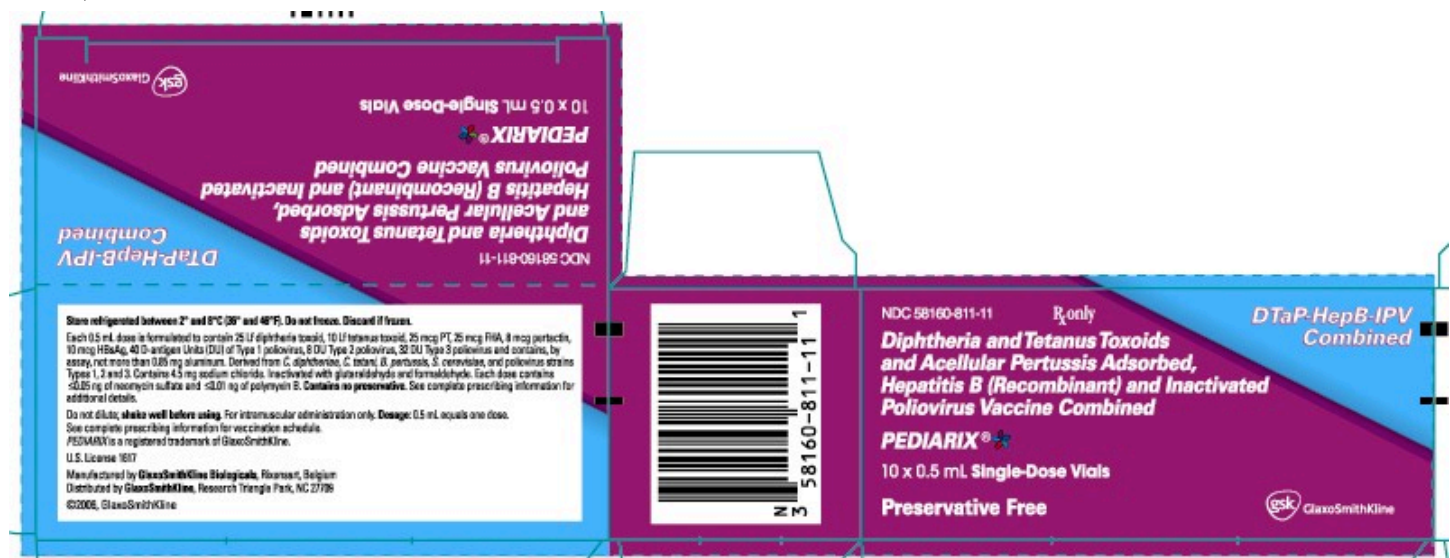 gsk GlaxoSmithKline
10 x 0.5 mL Single-Dose Vials
PEDIARIX®
Diphtheria and Tetanus Toxoids
and Acellular Pertussis Adsorbed,
Hepatitis B (Recombinant) and Inactivated
Poliovirus Vaccine Combined
NDC 58160-811-11
DTaP-HepB-IPV
Combined
Store refrigerated between 2° and 8°C (36° and 46°F). Do not freeze. Discard if frozen.
Each 0.5 mL dose is formulated to contain 25 Lf diphtheria toxoid, 10 Lf tetanus toxoid, 25 mcg PT, 25 mcg FHA, 8 mcg pertactin,
10 mcg HBsAg, 40 D-antigen Units (DU) of Type 1 poliovirus, 8 DU Type 2 poliovirus, 32 DU Type 3 poliovirus and contains, by
assay, not more than 0.85 mg aluminum. Derived from C. diphtheriae, C. tetani, B. pertussis, S. cerevisiae, and poliovirus strains
Types 1, 2 and 3. Contains 4.5 mg sodium chloride. Inactivated with glutaraldehyde and formaldehyde. Each dose contains
≤0.05 ng of neomycin sulfate and ≤0.01 ng of polymyxin B. Contains no preservative. See complete prescribing information for
additional details.
Do not dilute; shake well before using. For intramuscular administration only. Dosage: 0.5 mL equals one dose.
See complete prescribing information for vaccination schedule.
PEDIARIX is a registered trademark of GlaxoSmithKline.
U.S. License 1617
Manufactured by GlaxoSmithKline Biologicals, Rixensart, Belgium
Distributed by GlaxoSmithKline, Research Triangle Park, NC 27709
©2006, GlaxoSmithKline
N 3 58160-811-11 1
NDC 58160-811-11 ℞ only
DTaP-HepB-IPV
Combined
Diphtheria and Tetanus Toxoids
and Acellular Pertussis Adsorbed,
Hepatitis B (Recombinant) and Inactivated
Poliovirus Vaccine Combined
PEDIARIX®
10 x 0.5 mL Single-Dose Vials
Preservative Free
gsk GlaxoSmithKline